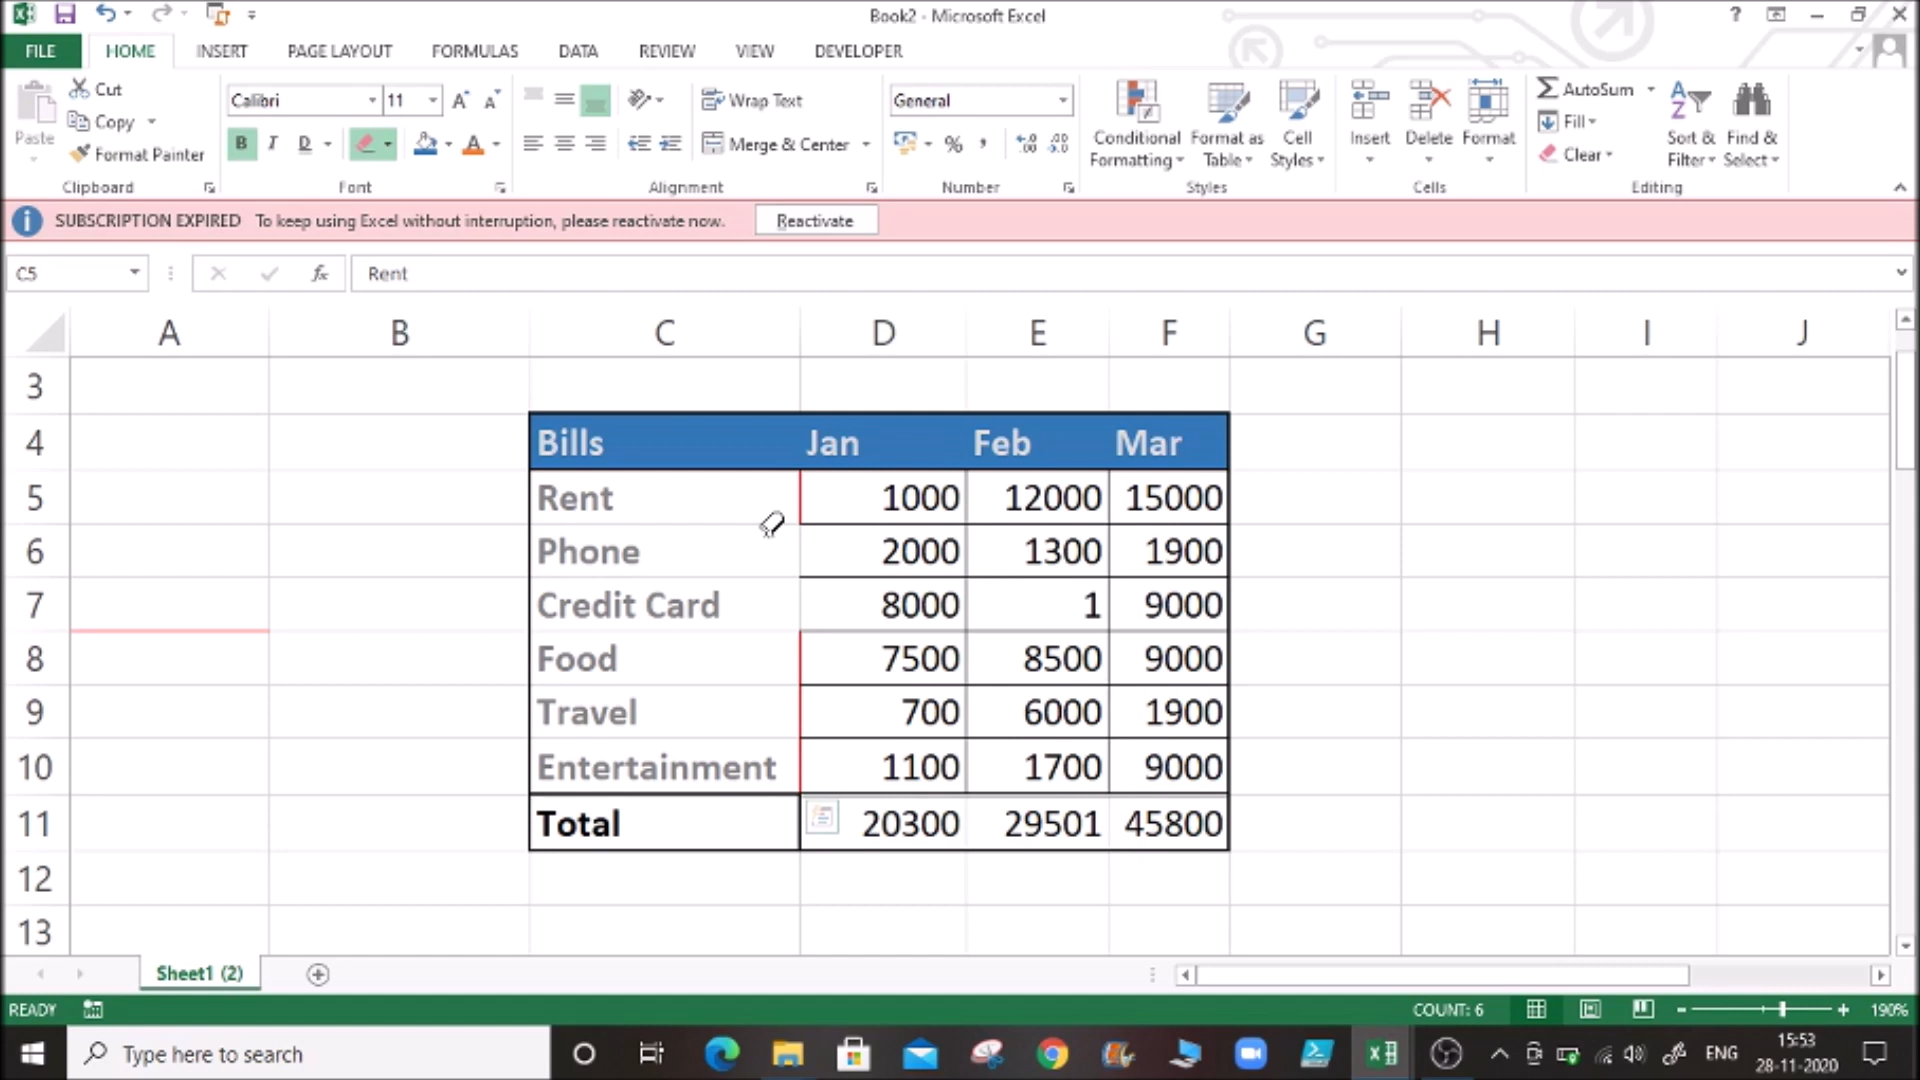 Book2 - Microsoft Excel
?
FILE HOME INSERT PAGE LAYOUT FORMULAS DATA REVIEW VIEW DEVELOPER
Paste
Cut
Copy
Format Painter
Clipboard
Calibri 11
B I D
A
Font
Wrap Text
Merge & Center
Alignment
General
% ,
Number
Conditional Formatting
Format as Table
Cell Styles
Styles
Insert Delete Format
Cells
AutoSum
Fill
Clear
Sort & Filter
Find & Select
Editing
SUBSCRIPTION EXPIRED To keep using Excel without interruption, please reactivate now. Reactivate
C5 fx Rent
A B C D E F G H I J
3
4 Bills Jan Feb Mar
5 Rent 1000 12000 15000
6 Phone 2000 1300 1900
7 Credit Card 8000 1 9000
8 Food 7500 8500 9000
9 Travel 700 6000 1900
10 Entertainment 1100 1700 9000
11 Total 20300 29501 45800
12
13
Sheet1 (2)
READY COUNT: 6 190%
Type here to search ENG 15:53
28-11-2020